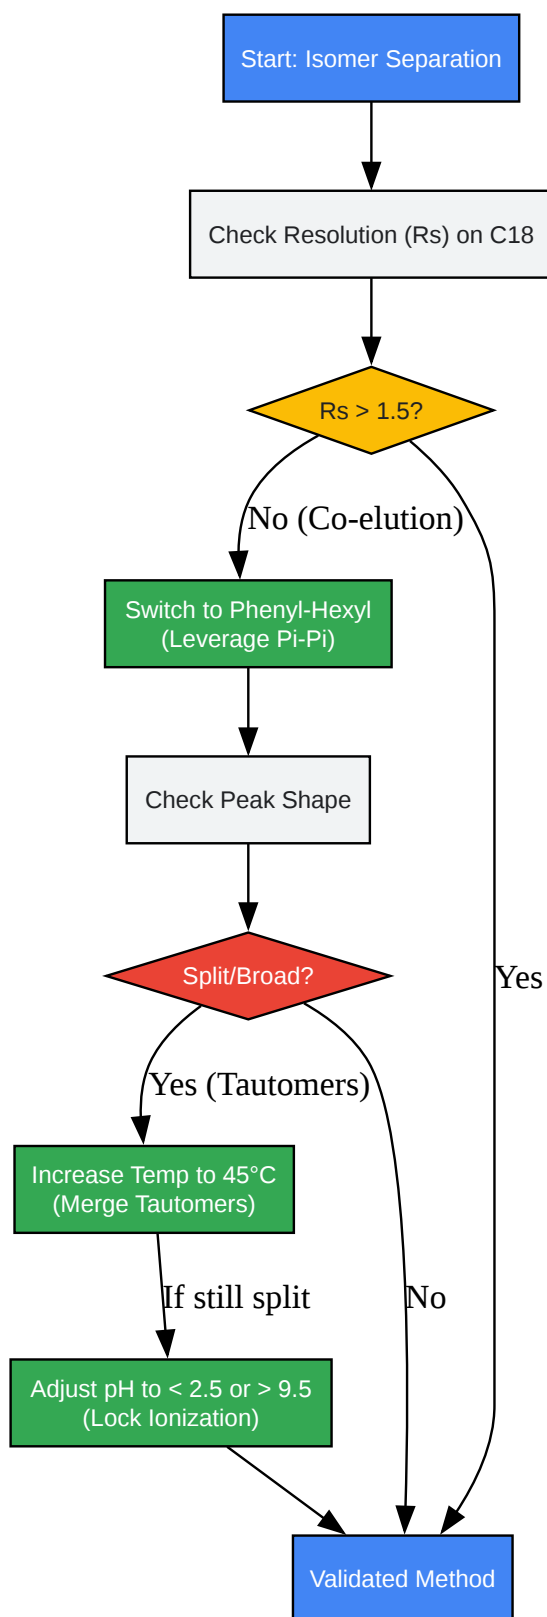 Start: Isomer Separation
Check Resolution (Rs) on C18
Rs > 1.5?
No (Co-elution)
Switch to Phenyl-Hexyl
(Leverage Pi-Pi)
Check Peak Shape
Split/Broad?
Yes
Yes (Tautomers)
Increase Temp to 45°C
(Merge Tautomers)
If still split
No
Adjust pH to < 2.5 or > 9.5
(Lock Ionization)
Validated Method